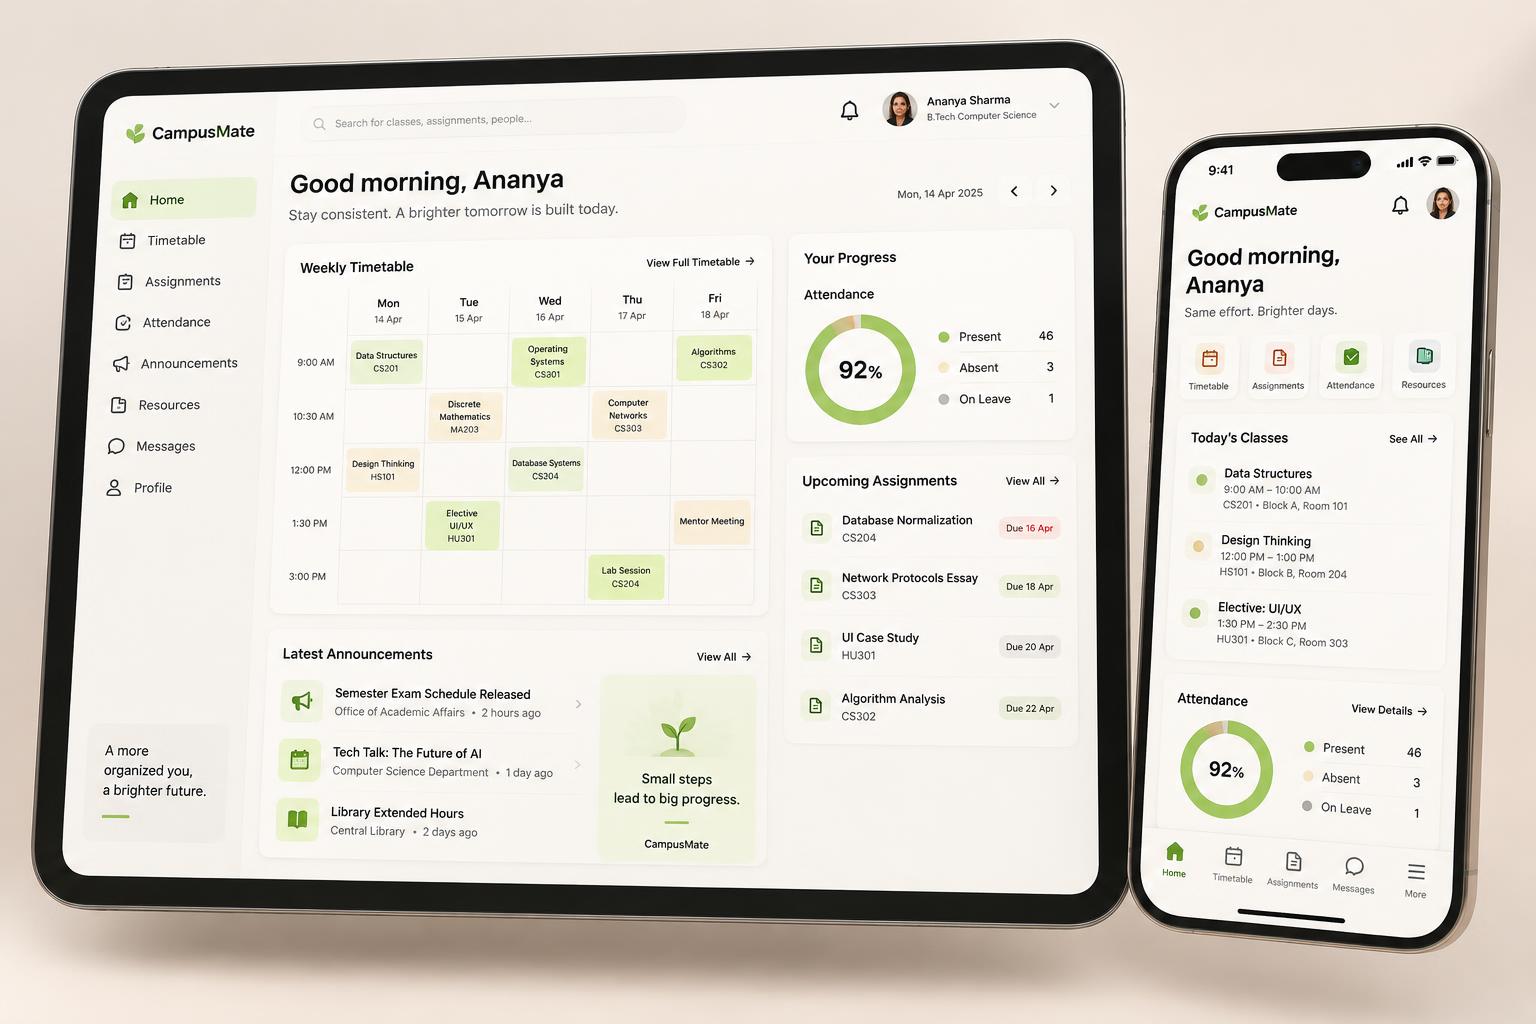 CampusMate
Search for classes, assignments, people...
Ananya Sharma
B.Tech Computer Science
Home
Timetable
Assignments
Attendance
Announcements
Resources
Messages
Profile
A more
organized you,
a brighter future.
Good morning, Ananya
Stay consistent. A brighter tomorrow is built today.
Mon, 14 Apr 2025
Weekly Timetable
View Full Timetable →
Mon
14 Apr
Tue
15 Apr
Wed
16 Apr
Thu
17 Apr
Fri
18 Apr
9:00 AM
Data Structures
CS201
Operating
Systems
CS301
Algorithms
CS302
10:30 AM
Discrete
Mathematics
MA203
Computer
Networks
CS303
12:00 PM
Design Thinking
HS101
Database Systems
CS204
1:30 PM
Elective
UI/UX
HU301
Mentor Meeting
3:00 PM
Lab Session
CS204
Your Progress
Attendance
92%
Present 46
Absent 3
On Leave 1
Upcoming Assignments
View All →
Database Normalization
CS204
Due 16 Apr
Network Protocols Essay
CS303
Due 18 Apr
UI Case Study
HU301
Due 20 Apr
Algorithm Analysis
CS302
Due 22 Apr
Latest Announcements
View All →
Semester Exam Schedule Released
Office of Academic Affairs • 2 hours ago
Tech Talk: The Future of AI
Computer Science Department • 1 day ago
Library Extended Hours
Central Library • 2 days ago
Small steps
lead to big progress.
CampusMate
9:41
CampusMate
Good morning,
Ananya
Same effort. Brighter days.
Timetable
Assignments
Attendance
Resources
Today's Classes
See All →
Data Structures
9:00 AM – 10:00 AM
CS201 • Block A, Room 101
Design Thinking
12:00 PM – 1:00 PM
HS101 • Block B, Room 204
Elective: UI/UX
1:30 PM – 2:30 PM
HU301 • Block C, Room 303
Attendance
View Details →
92%
Present 46
Absent 3
On Leave 1
Home
Timetable
Assignments
Messages
More